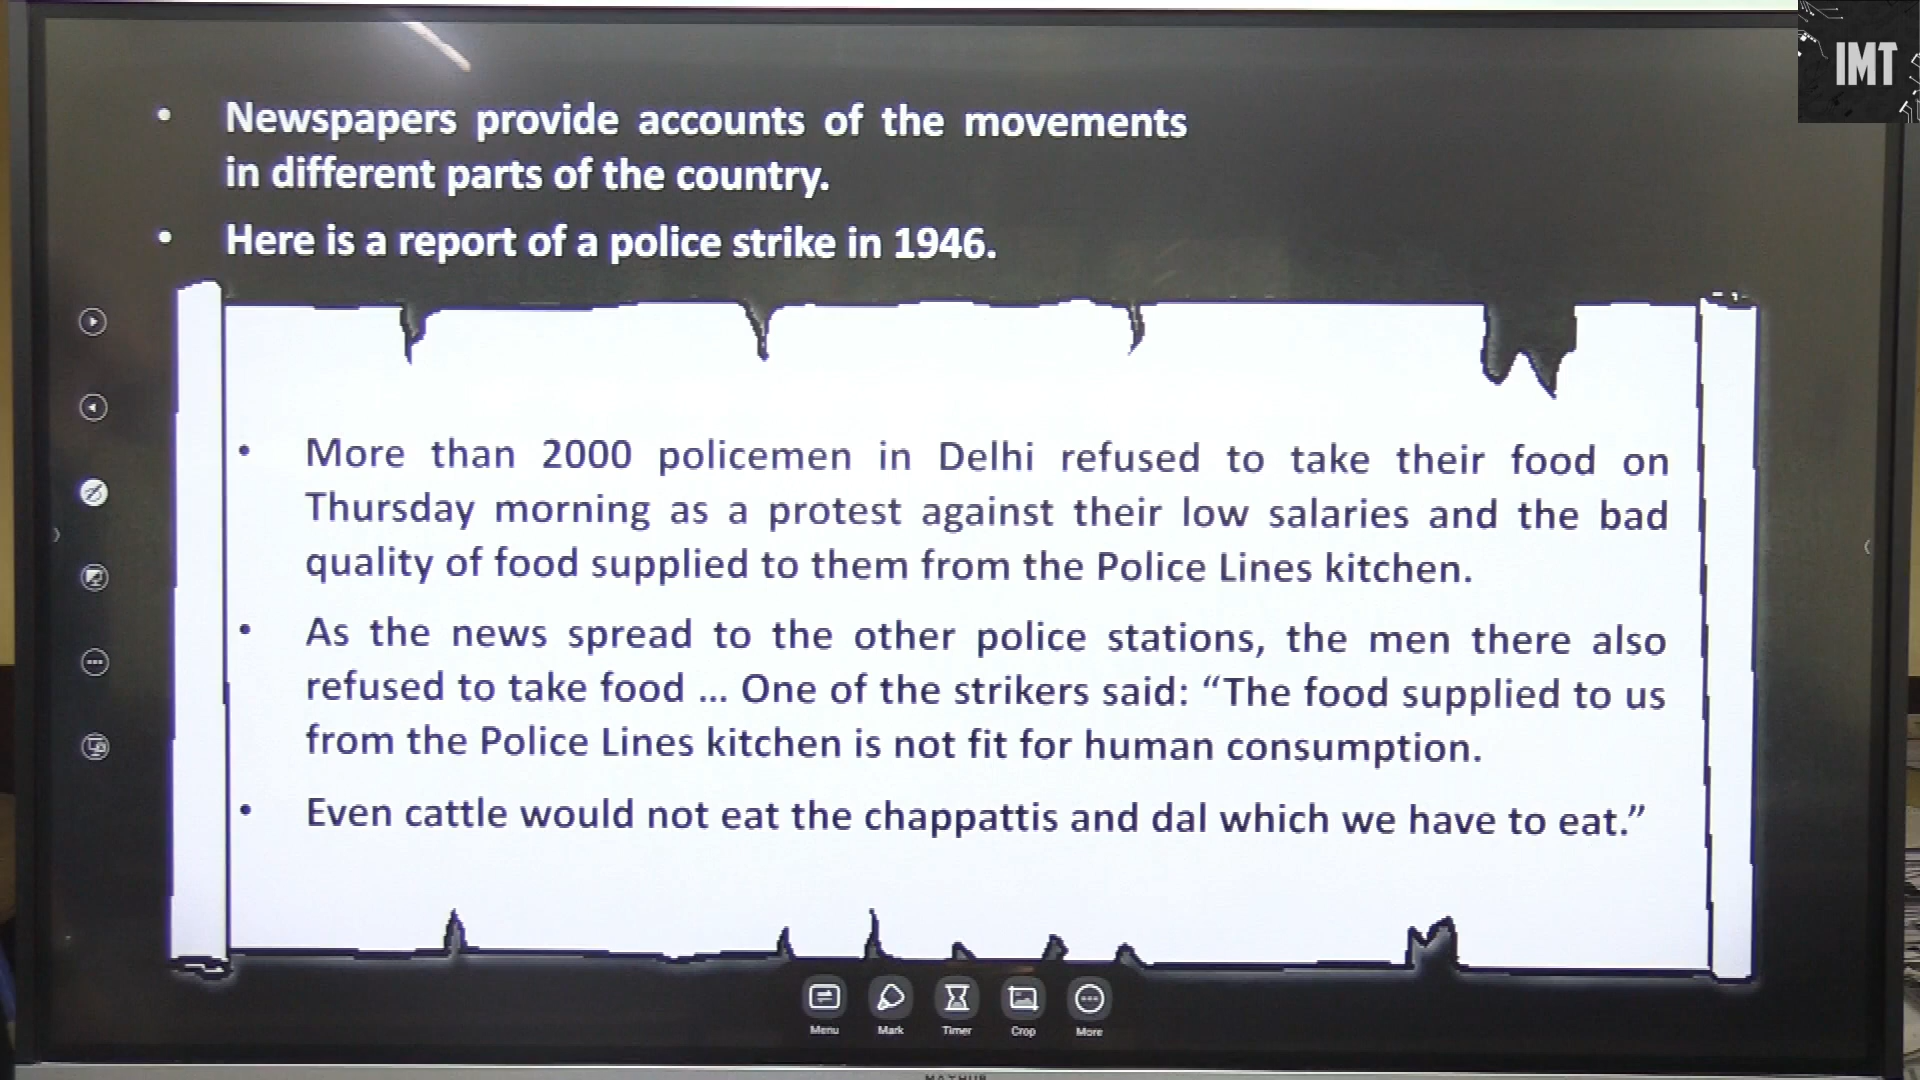 IMT
• Newspapers provide accounts of the movements
in different parts of the country.
• Here is a report of a police strike in 1946.
• More than 2000 policemen in Delhi refused to take their food on
Thursday morning as a protest against their low salaries and the bad
quality of food supplied to them from the Police Lines kitchen.
• As the news spread to the other police stations, the men there also
refused to take food ... One of the strikers said: “The food supplied to us
from the Police Lines kitchen is not fit for human consumption.
• Even cattle would not eat the chappattis and dal which we have to eat.”
Menu Mark Timer Crop More